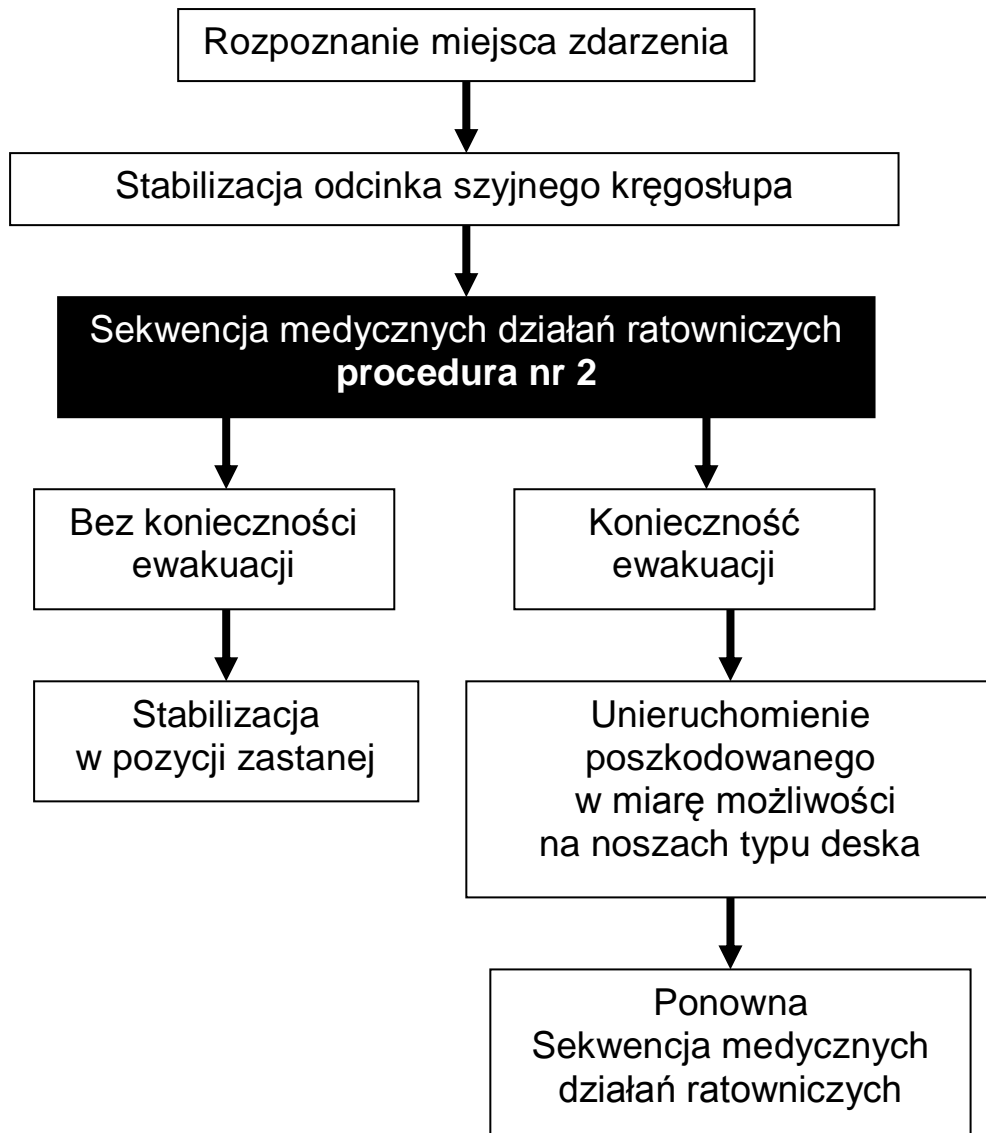 Rozpoznanie miejsca zdarzenia
Stabilizacja odcinka szyjnego kręgosłupa
Sekwencja medycznych działań ratowniczych
procedura nr 2
Bez konieczności
ewakuacji
Konieczność
ewakuacji
Stabilizacja
w pozycji zastanej
Unieruchomienie
poszkodowanego
w miarę możliwości
na noszach typu deska
Ponowna
Sekwencja medycznych
działań ratowniczych